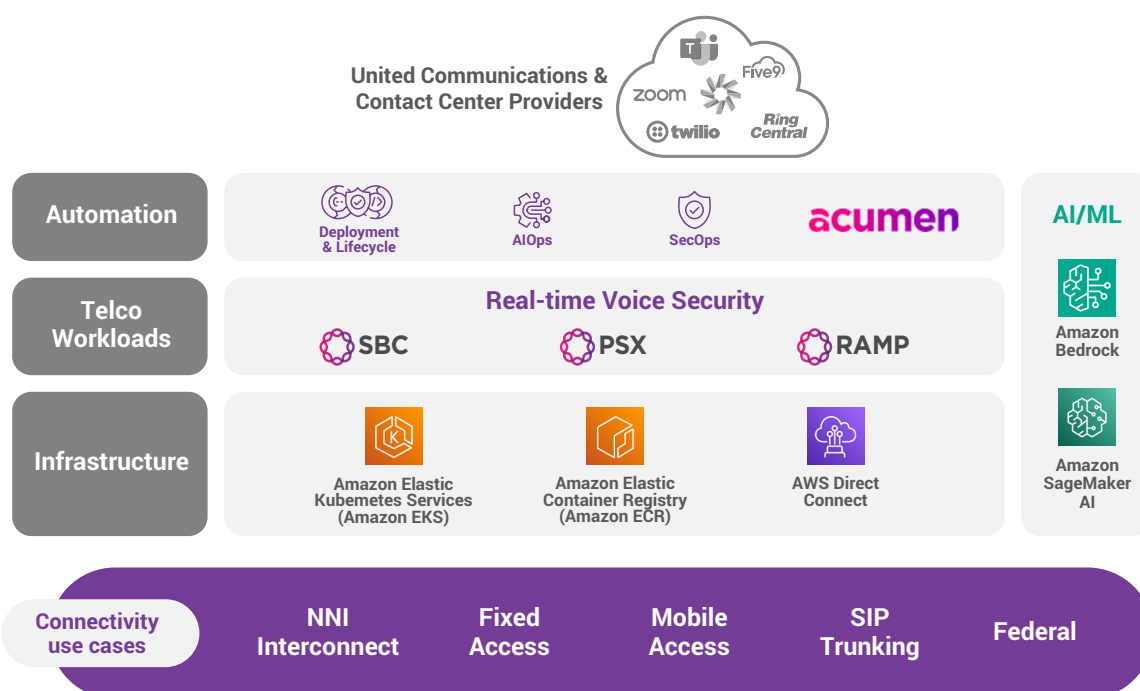 United Communications &
Contact Center Providers
T
Five9
zoom
twilio
Ring
Central
Automation
Deployment
& Lifecycle
AIOps
SecOps
acumen
AI/ML
Telco
Workloads
Real-time Voice Security
SBC
PSX
RAMP
Amazon
Bedrock
Infrastructure
K
Amazon Elastic
Kubemetes Services
(Amazon EKS)
Amazon Elastic
Container Registry
(Amazon ECR)
AWS Direct
Connect
Amazon
SageMaker
AI
Connectivity
use cases
NNI
Interconnect
Fixed
Access
Mobile
Access
SIP
Trunking
Federal